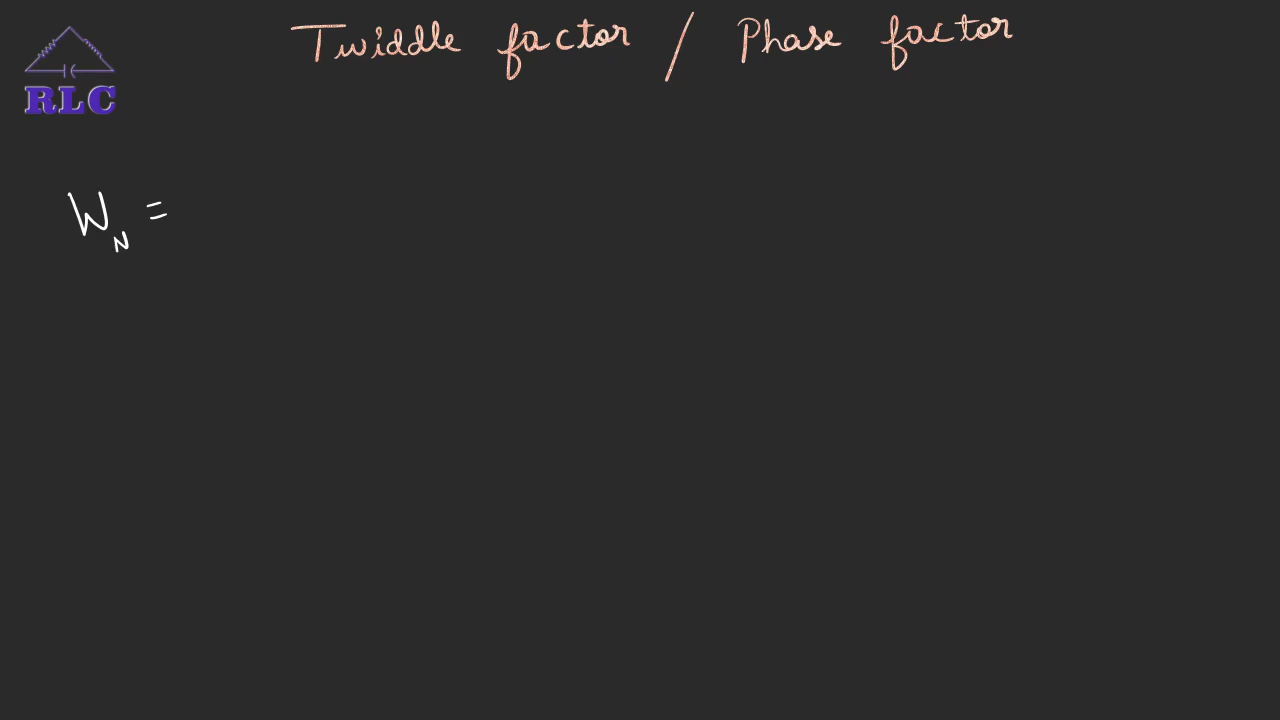 Twiddle factor / Phase factor
RLC
W_N =